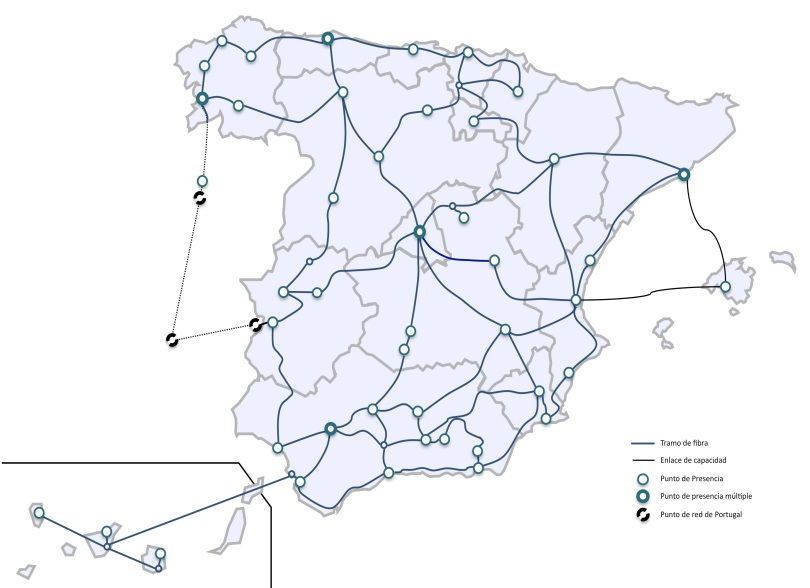 Tramo de fibra
Enlace de capacidad
Punto de Presencia
Punto de presencia múltiple
Punto de red de Portugal